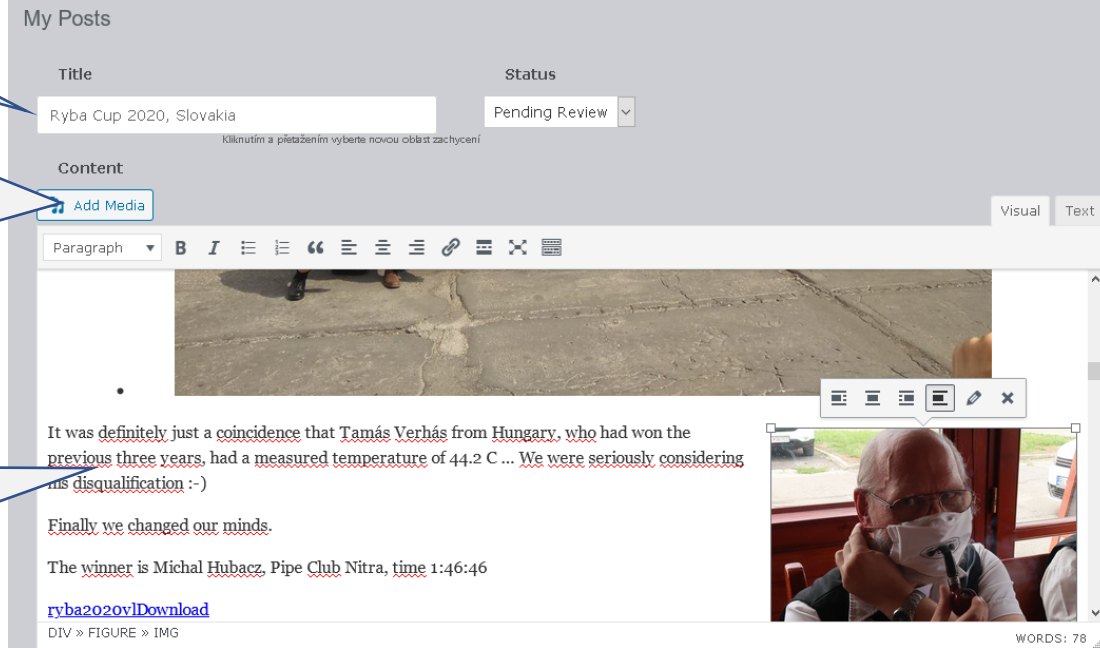 My Posts
Title
Status
Ryba Cup 2020, Slovakia
Pending Review
Kliknutím a přetažením vyberte novou oblast zachycení
Content
Add Media
Visual
Text
Paragraph
It was definitely just a coincidence that Tamás Verhás from Hungary, who had won the
previous three years, had a measured temperature of 44.2 C ... We were seriously considering
his disqualification :-)
Finally we changed our minds.
The winner is Michal Hubacz, Pipe Club Nitra, time 1:46:46
ryba2020vlDownload
DIV » FIGURE » IMG
WORDS: 78